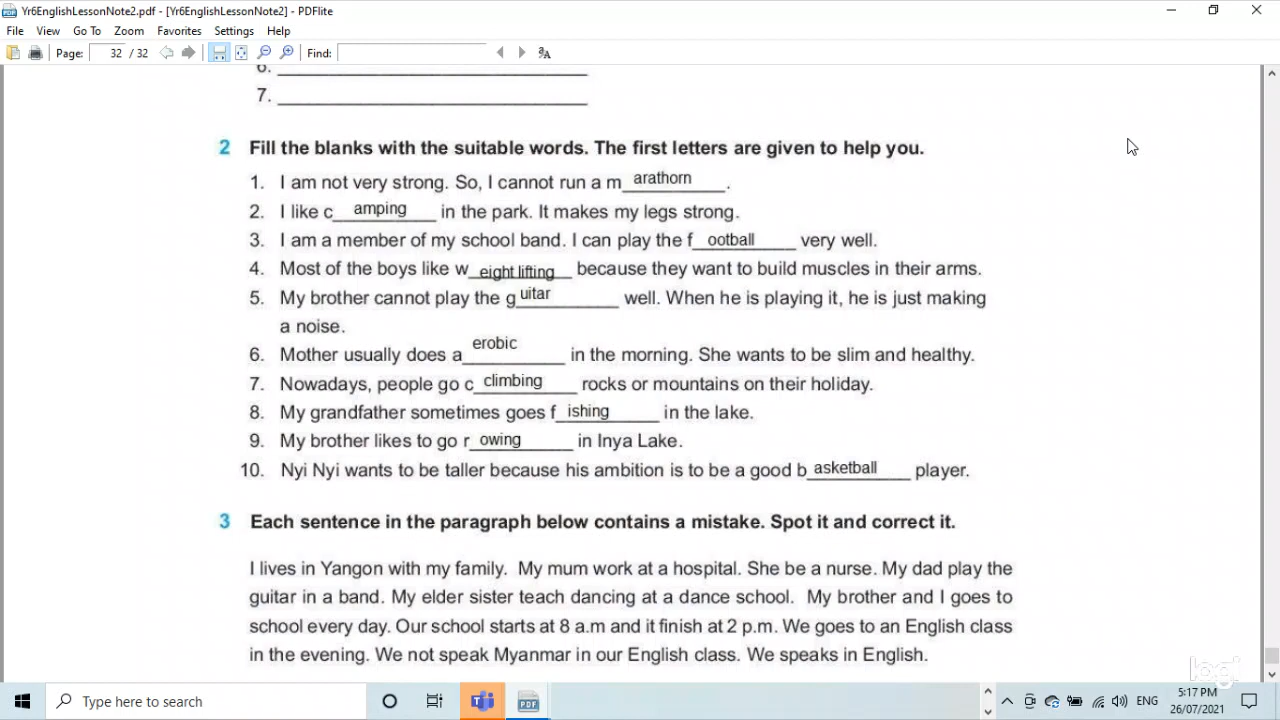 Yr6EnglishLessonNote2.pdf - [Yr6EnglishLessonNote2] - PDFlite
File View Go To Zoom Favorites Settings Help
Page: 32 / 32 Find:
6. ____________________
7. ____________________
2 Fill the blanks with the suitable words. The first letters are given to help you.
1. I am not very strong. So, I cannot run a m arathorn .
2. I like c amping in the park. It makes my legs strong.
3. I am a member of my school band. I can play the f ootball very well.
4. Most of the boys like w eight lifting because they want to build muscles in their arms.
5. My brother cannot play the g uitar well. When he is playing it, he is just making
a noise.
6. Mother usually does a erobic in the morning. She wants to be slim and healthy.
7. Nowadays, people go c climbing rocks or mountains on their holiday.
8. My grandfather sometimes goes f ishing in the lake.
9. My brother likes to go r owing in Inya Lake.
10. Nyi Nyi wants to be taller because his ambition is to be a good b asketball player.
3 Each sentence in the paragraph below contains a mistake. Spot it and correct it.
I lives in Yangon with my family. My mum work at a hospital. She be a nurse. My dad play the
guitar in a band. My elder sister teach dancing at a dance school. My brother and I goes to
school every day. Our school starts at 8 a.m and it finish at 2 p.m. We goes to an English class
in the evening. We not speak Myanmar in our English class. We speaks in English.
Type here to search
ENG
5:17 PM
26/07/2021